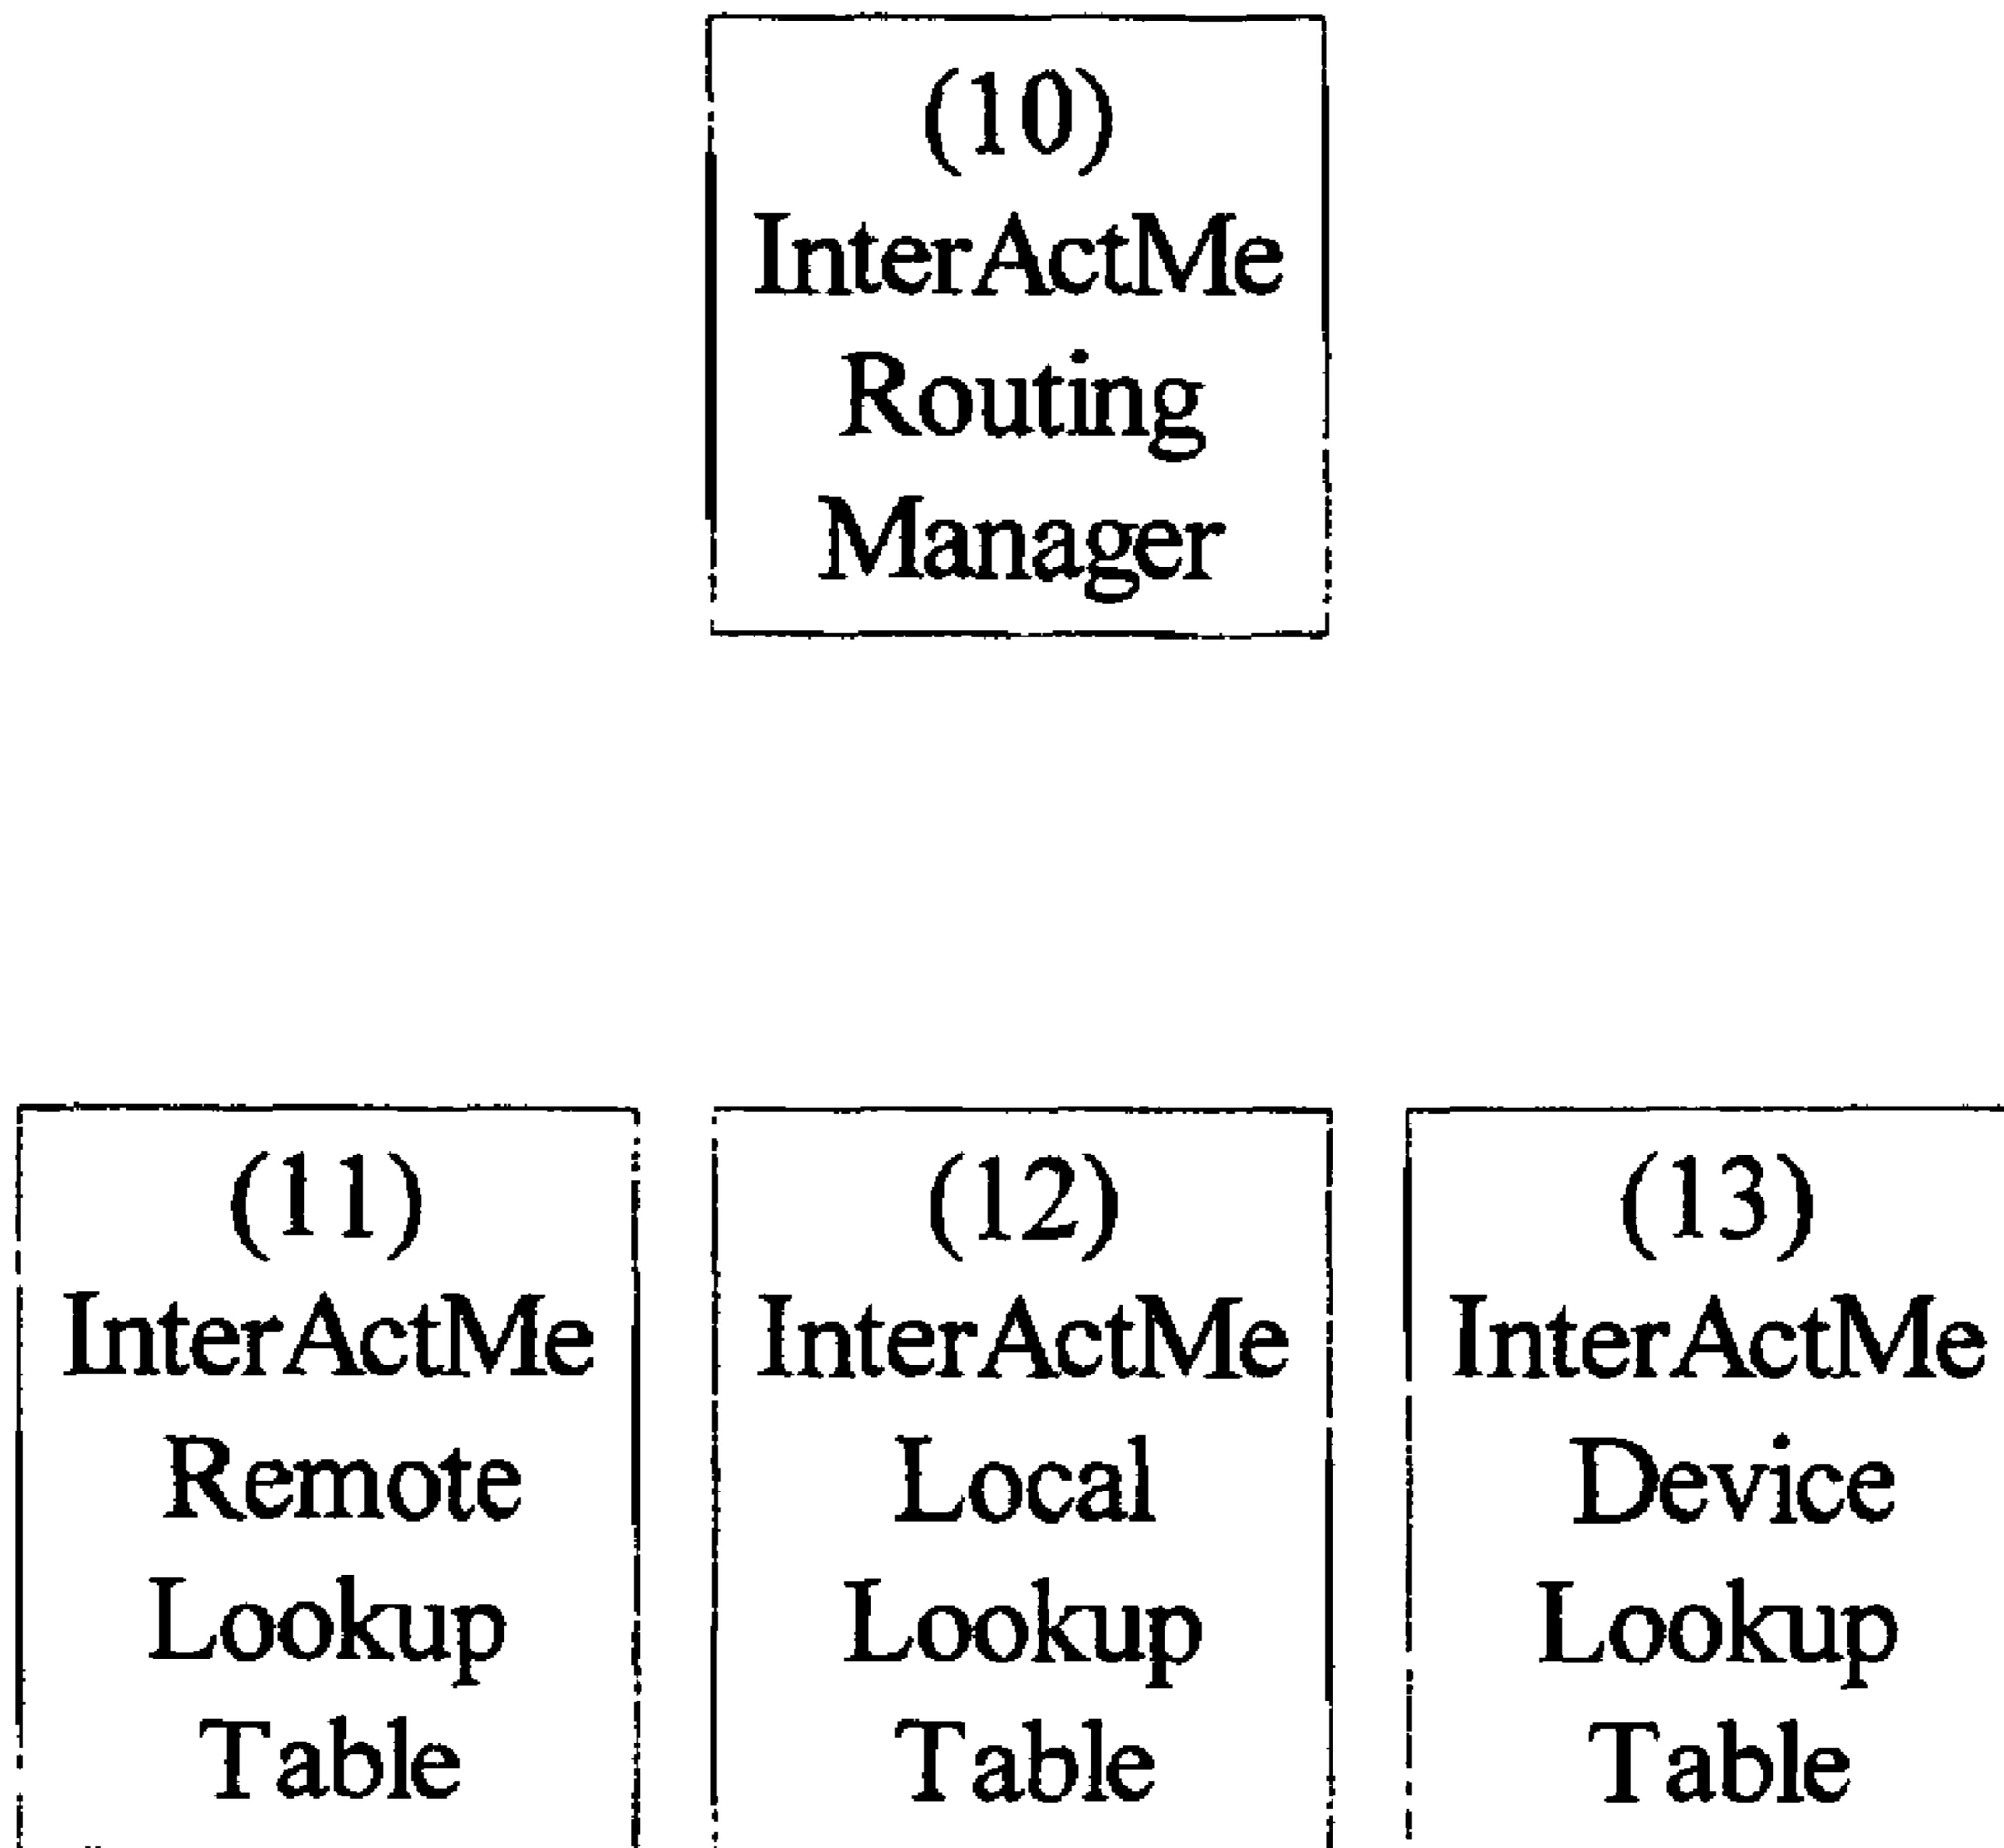 (10)
InterActMe
Routing
Manager
(11)
InterActMe
Remote
Lookup
Table
(12)
InterActMe
Local
Lookup
Table
(13)
InterActMe
Device
Lookup
Table